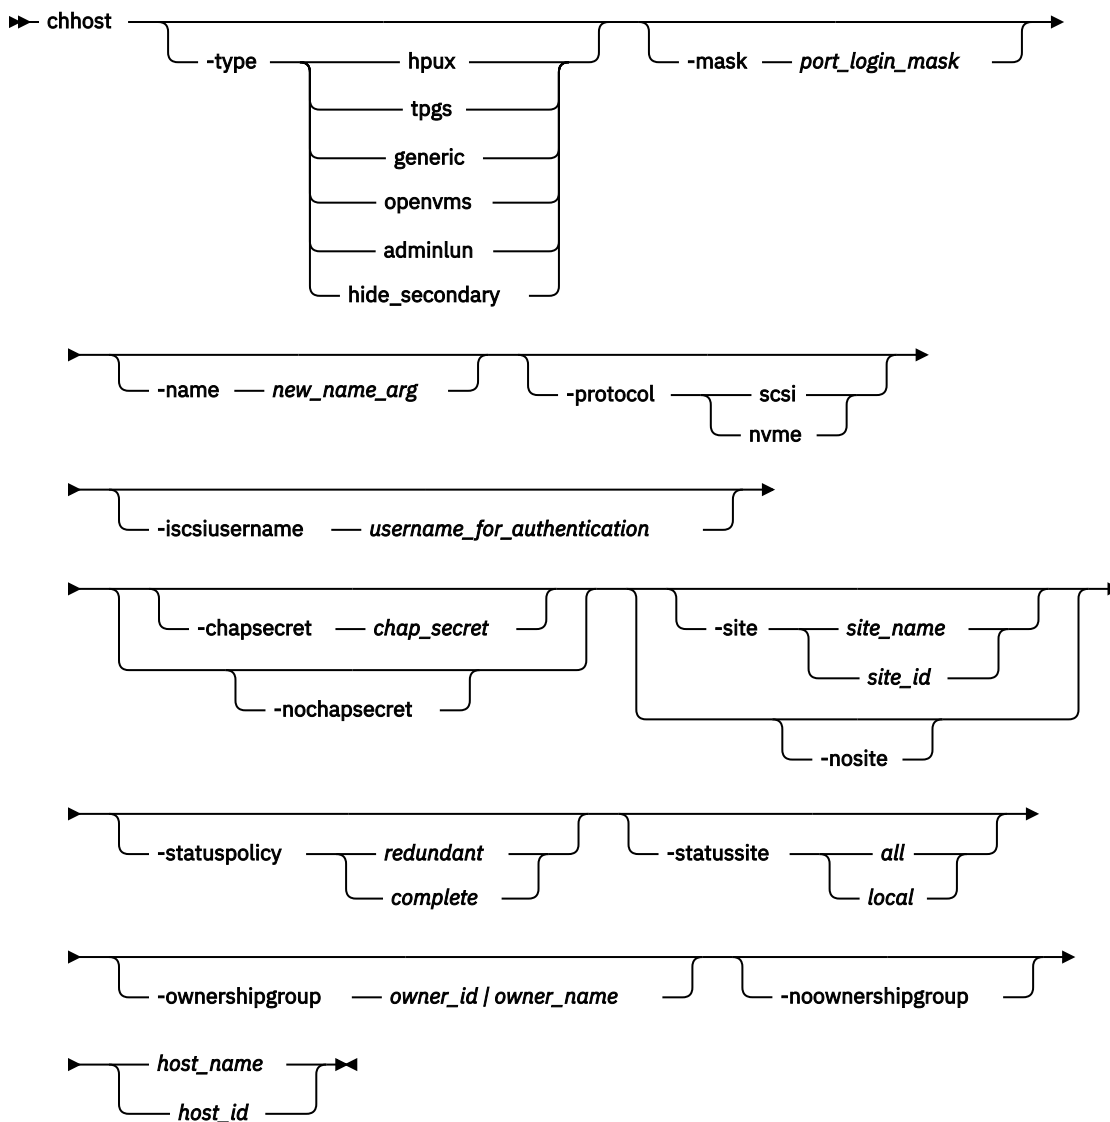 chhost
-type hpux -mask port_login_mask
tpgs
generic
openvms
adminlun
hide_secondary
-name new_name_arg -protocol scsi
nvme
-iscsiusername username_for_authentication
-chapsecret chap_secret -site site_name
site_id
-nochapsecret
-nosite
-statuspolicy redundant -statussite all
complete local
-ownershipgroup owner_id | owner_name -noownershipgroup
host_name
host_id